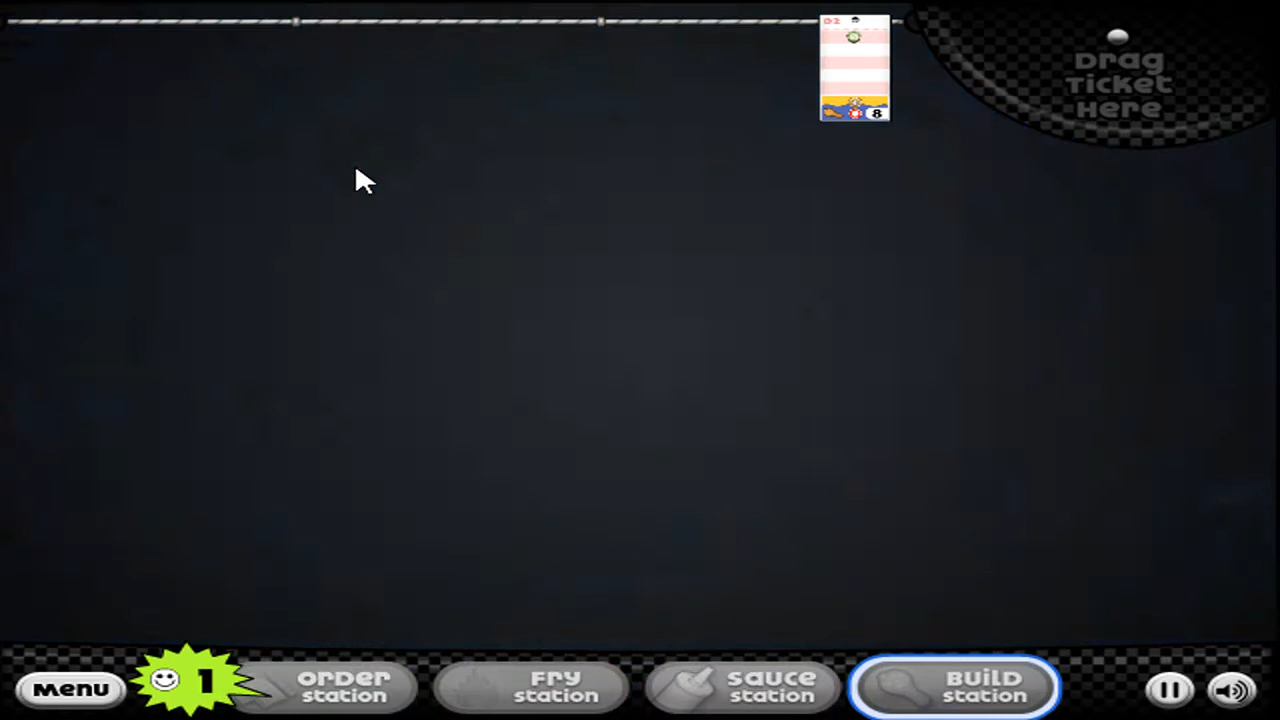 Drag
Ticket
Here
8
Menu
1
Order
station
Fry
station
Sauce
station
Build
station